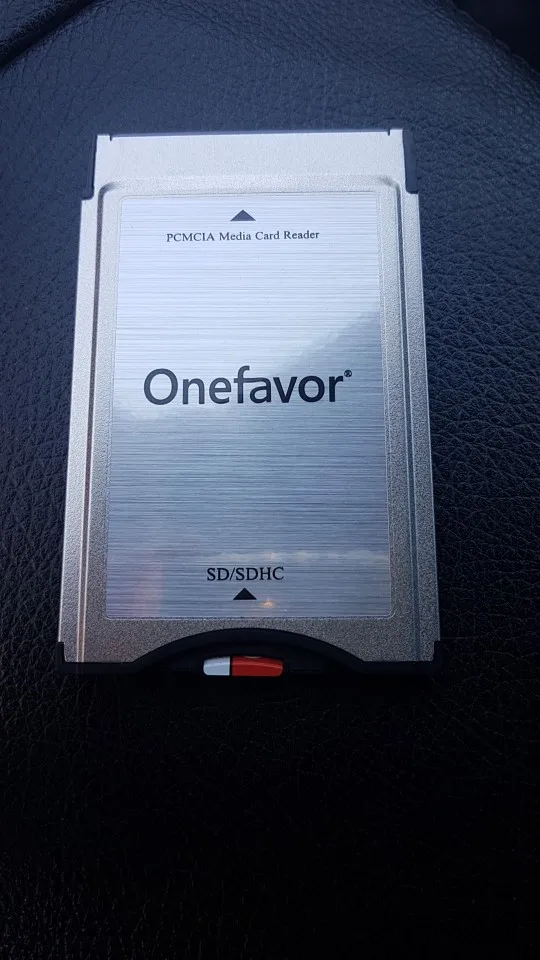 PCMCIA Media Card Reader
Onefavor®
SD/SDHC